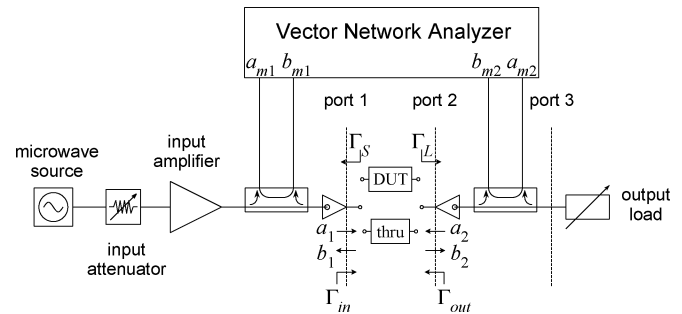 Vector Network Analyzer
a_m1 b_m1 b_m2 a_m2
port 1 port 2 port 3
Γ_S Γ_L
input
amplifier
microwave
source
DUT
output
load
input
attenuator
thru
a_1 a_2
b_1 b_2
Γ_in Γ_out